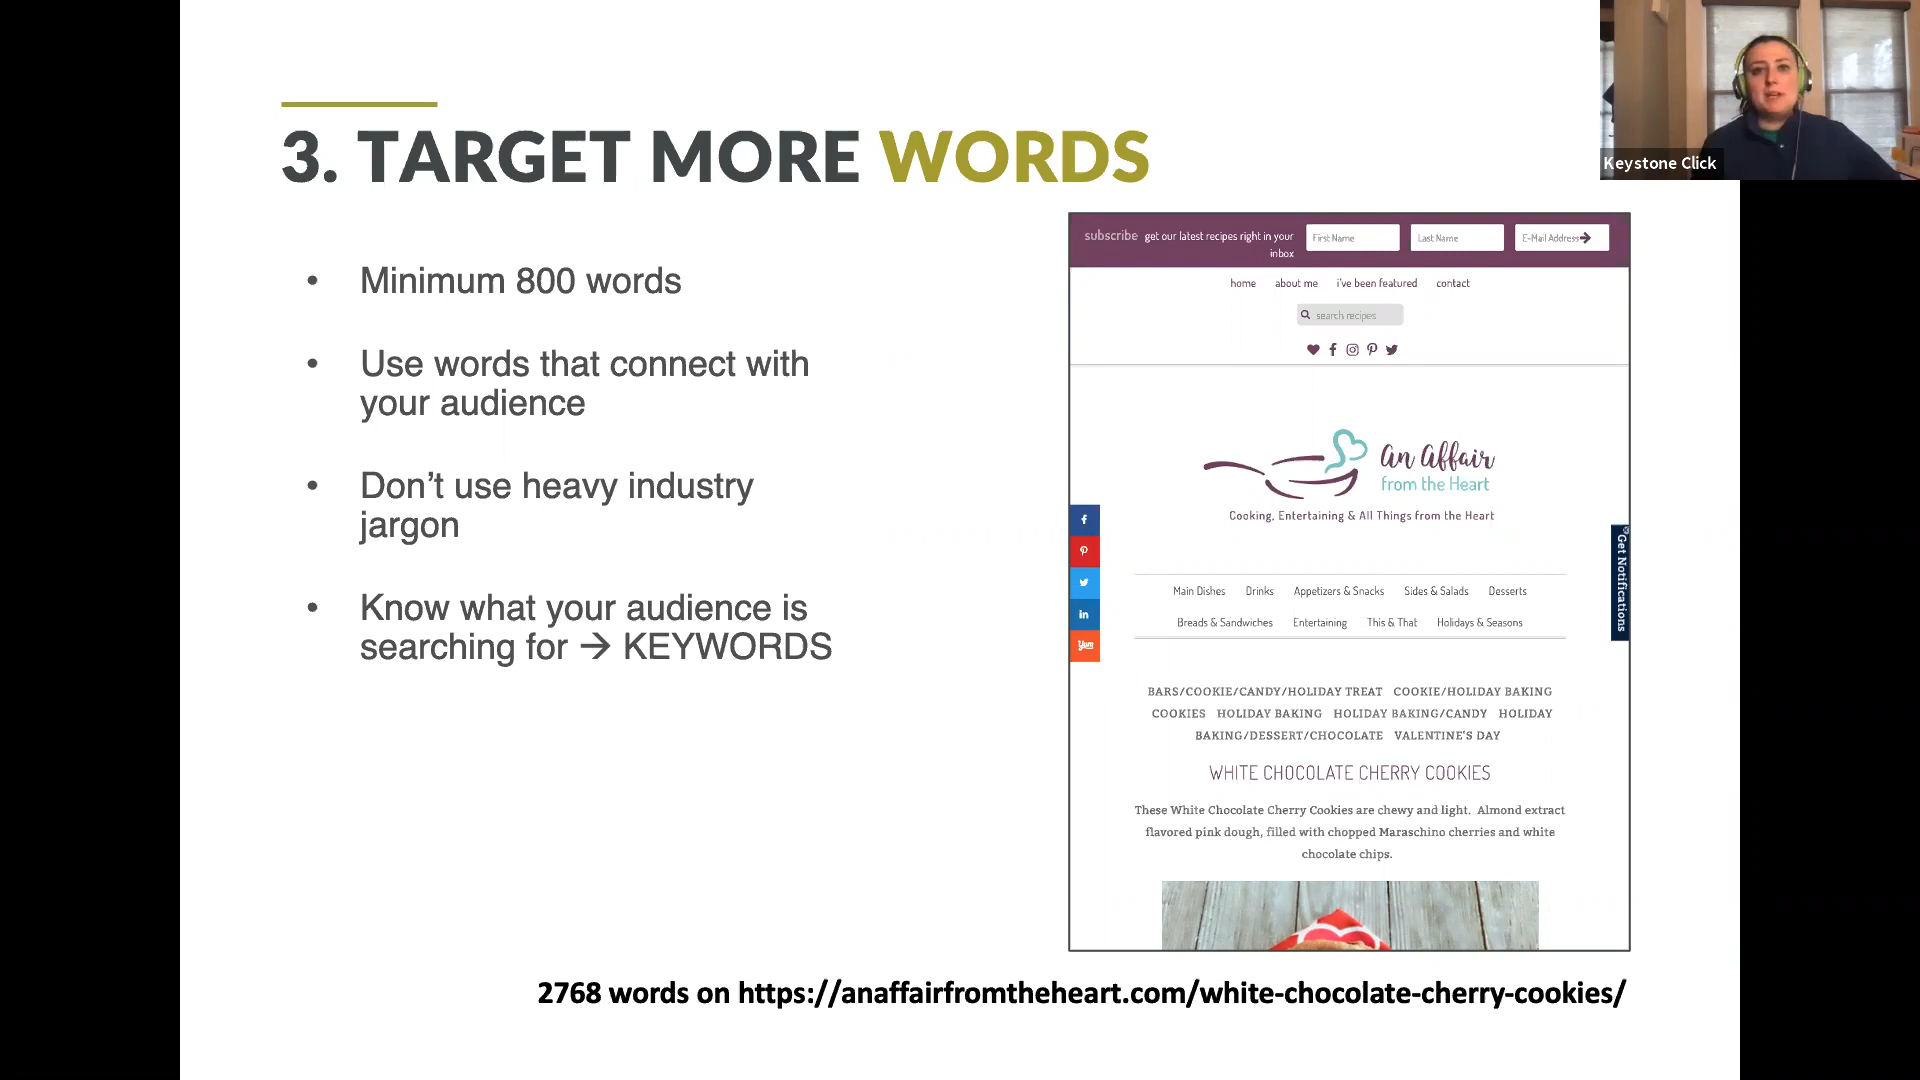 3. TARGET MORE WORDS
• Minimum 800 words
• Use words that connect with
your audience
• Don't use heavy industry
jargon
• Know what your audience is
searching for → KEYWORDS
Keystone Click
subscribe get our latest recipes right in your
inbox
First Name
Last Name
E-Mail Address
home about me i've been featured contact
search recipes
An Affair
from the Heart
Cooking, Entertaining & All Things from the Heart
Yum
Get Notifications
Main Dishes Drinks Appetizers & Snacks Sides & Salads Desserts
Breads & Sandwiches Entertaining This & That Holidays & Seasons
BARS/COOKIE/CANDY/HOLIDAY TREAT COOKIE/HOLIDAY BAKING
COOKIES HOLIDAY BAKING HOLIDAY BAKING/CANDY HOLIDAY
BAKING/DESSERT/CHOCOLATE VALENTINE'S DAY
WHITE CHOCOLATE CHERRY COOKIES
These White Chocolate Cherry Cookies are chewy and light. Almond extract
flavored pink dough, filled with chopped Maraschino cherries and white
chocolate chips.
2768 words on https://anaffairfromtheheart.com/white-chocolate-cherry-cookies/